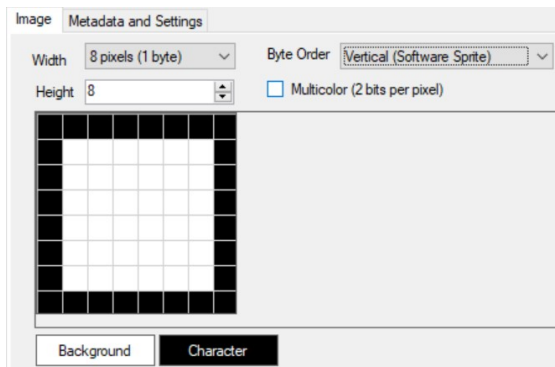 Image Metadata and Settings
Width 8 pixels (1 byte) Byte Order Vertical (Software Sprite)
Height 8 Multicolor (2 bits per pixel)
Background Character